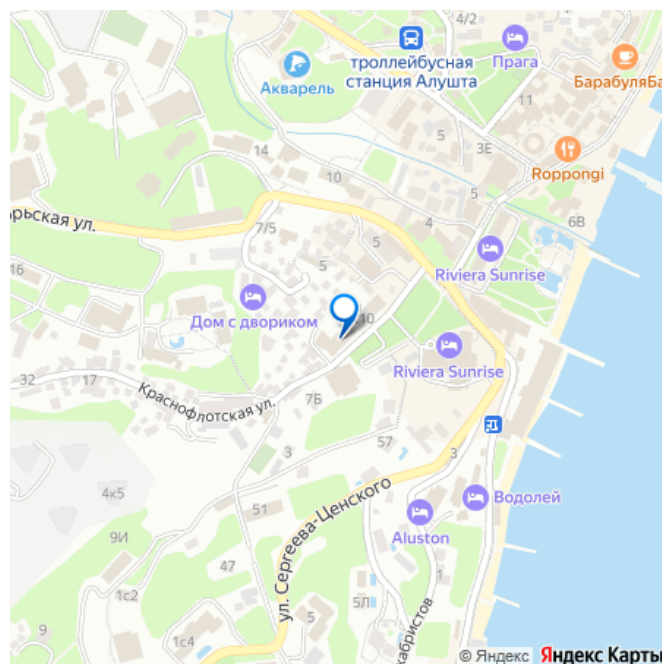 4/2
Прага
троллейбусная
станция Алушта
Акварель
БарабуляБа
11
5
3Е
Roppongi
14
10
5
6В
рьская ул.
7/5
4
5
5
Riviera Sunrise
16
Дом с двориком
10
Riviera Sunrise
32
17
Краснофлотская ул.
7Б
57
3
3
4к5
ул. Сергеева-Ценского
Водолей
51
Aluston
9И
47
1
1с2
5Л
5
кабристов
9
1с4
© Яндекс
Яндекс Карты